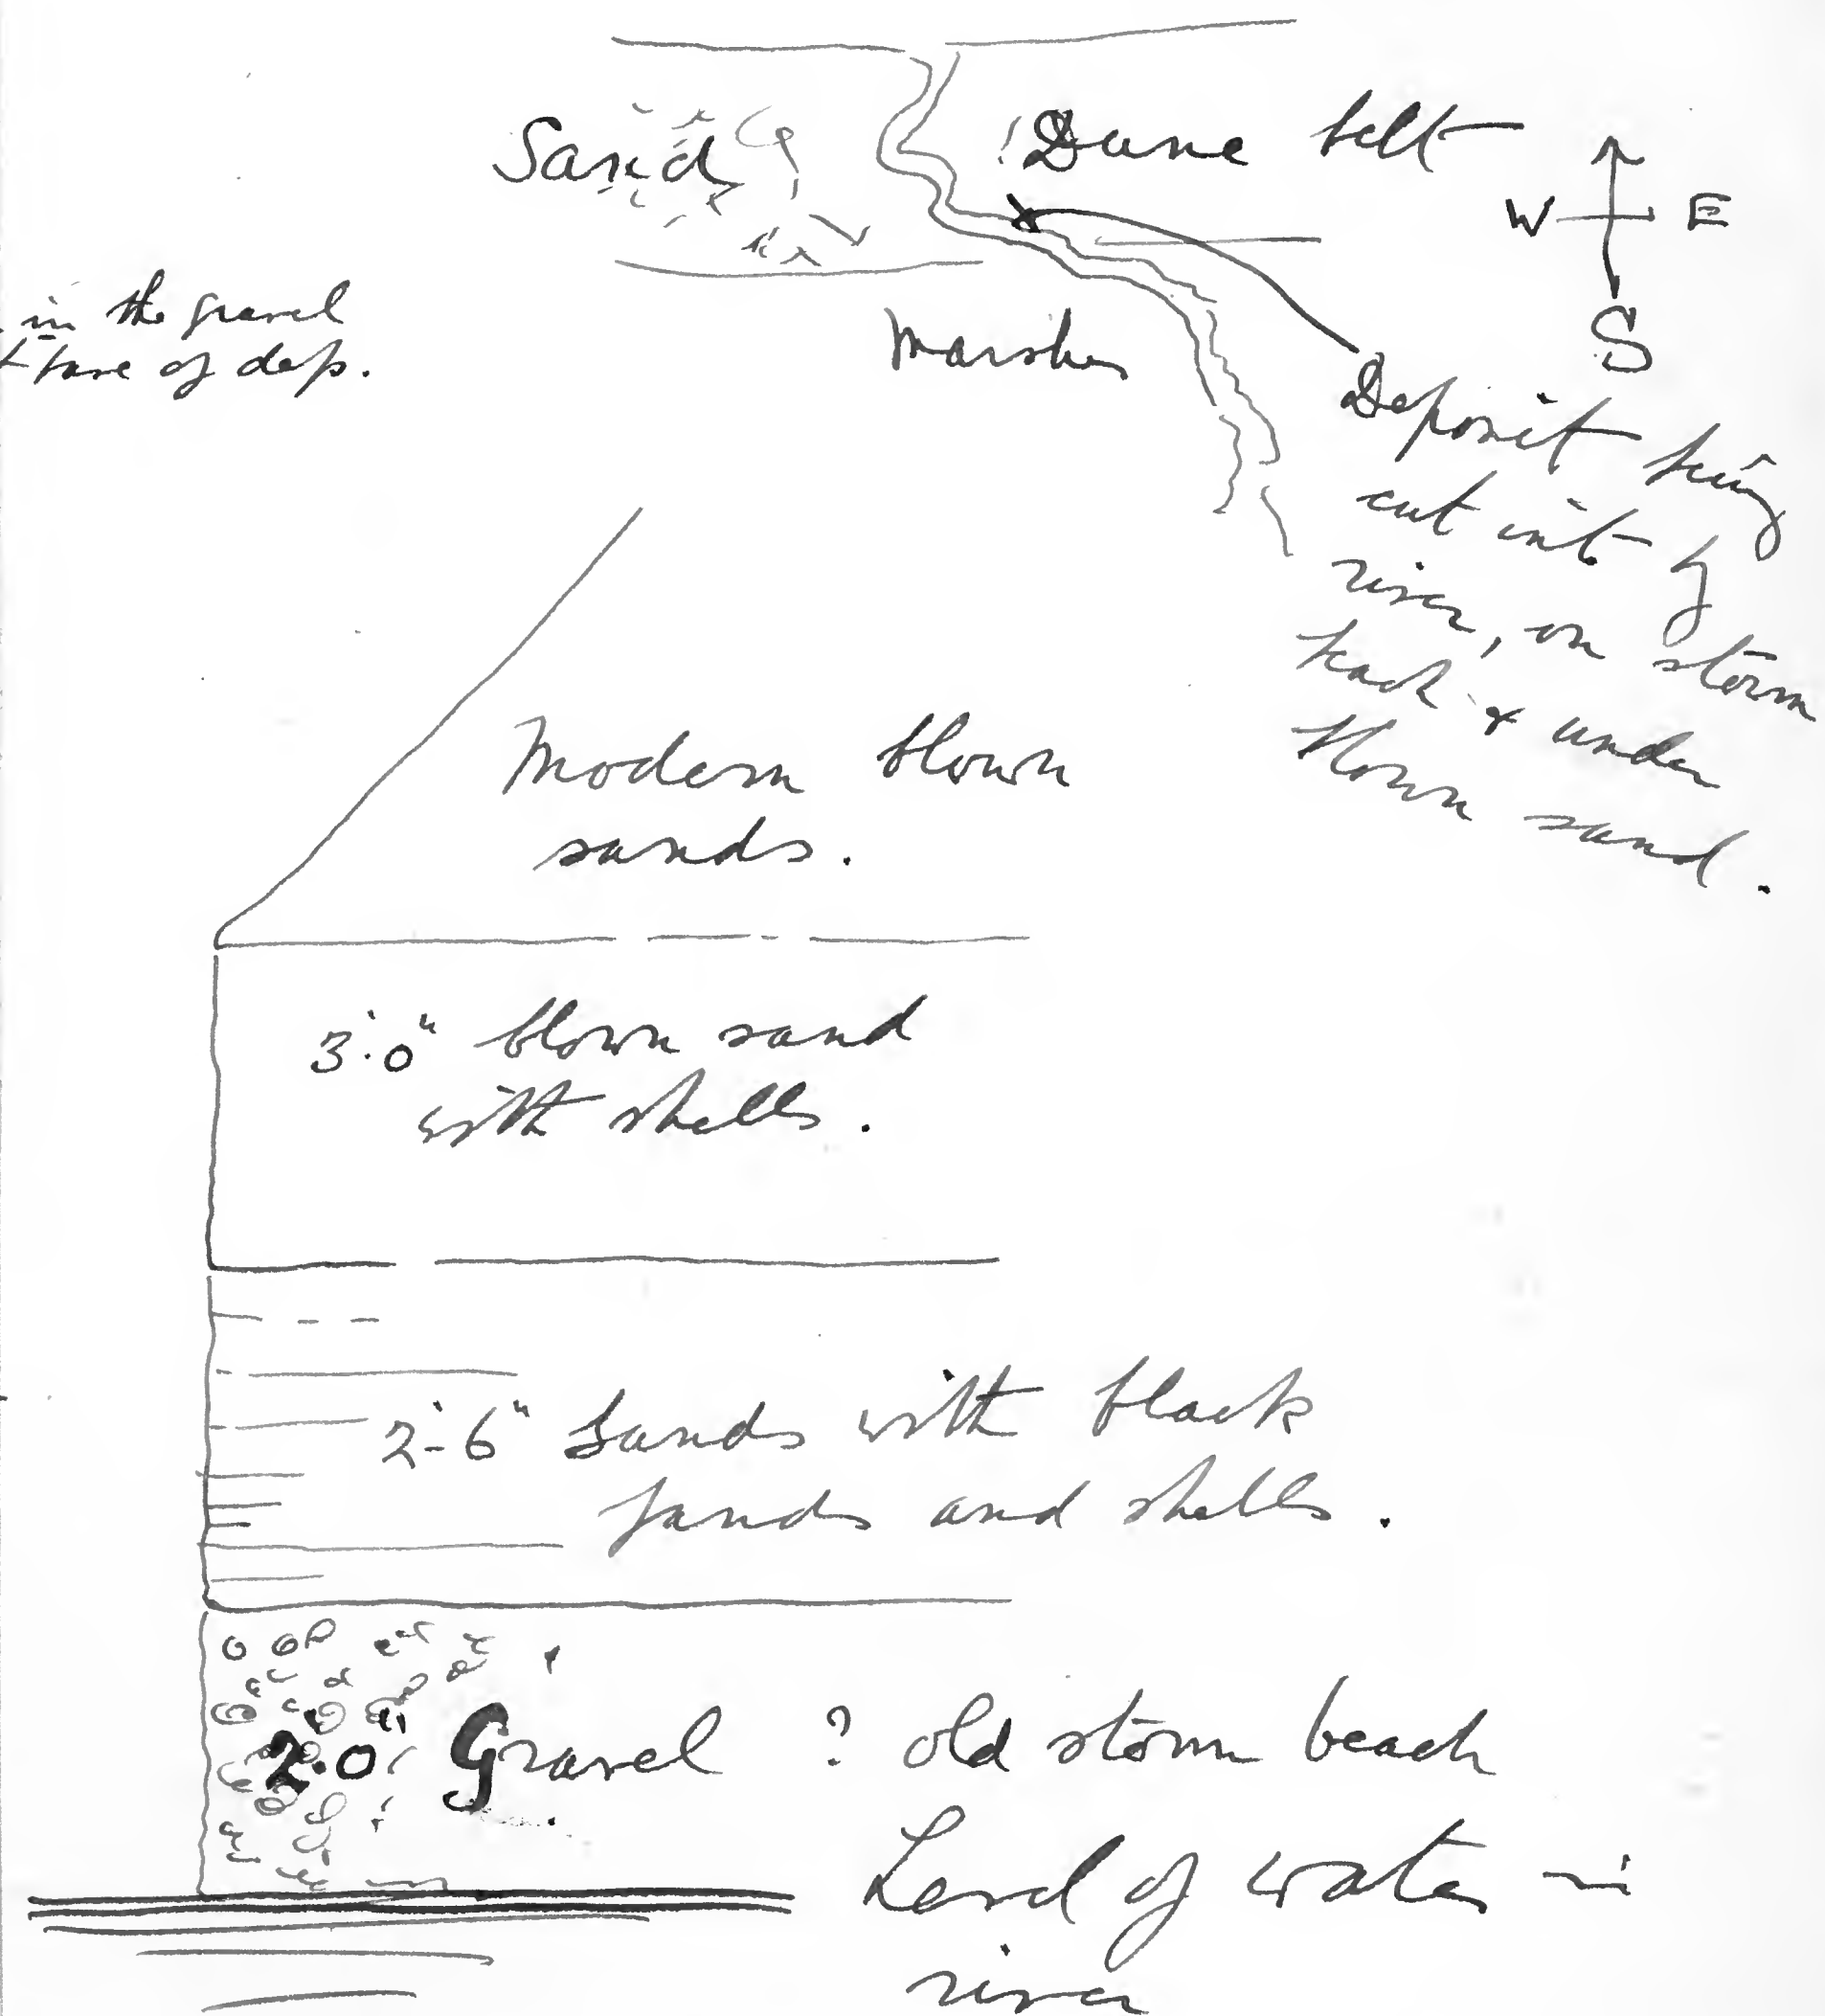 Sand
Dune belt
W E
S
in the gravel
base of dep.
Marshes
Deposit being
cut into by
river, on storm
beach & under
blown sand.
Modern blown
sands.
3'.0" blown sand
with shells.
2'-6" Sands with black
sands and shells.
2'.0" Gravel ? old storm beach
Level of water in
river